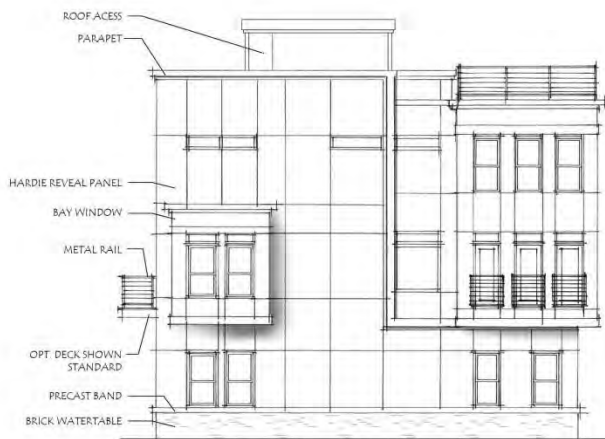 ROOF ACESS
PARAPET
HARDIE REVEAL PANEL
BAY WINDOW
METAL RAIL
OPT. DECK SHOWN
STANDARD
PRECAST BAND
BRICK WATERTABLE